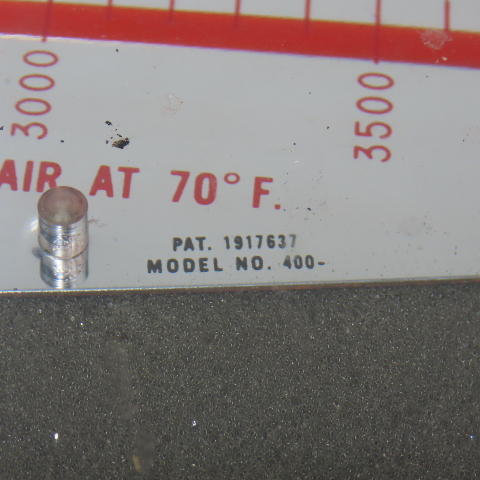 3000
3500
AIR AT 70° F.
PAT. 1917637
MODEL NO. 400-